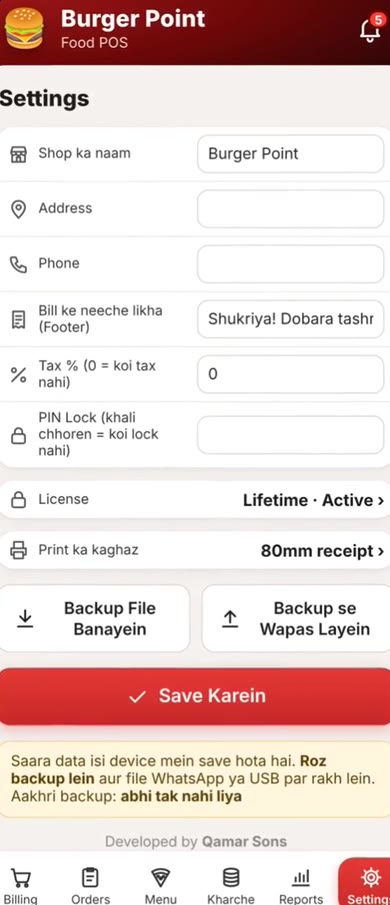 Burger Point
5
Food POS
Settings
Shop ka naam
Burger Point
Address
Phone
Bill ke neeche likha
(Footer)
Shukriya! Dobara tashr
Tax % (0 = koi tax
nahi)
0
PIN Lock (khali
chhoren = koi lock
nahi)
License
Lifetime · Active ›
Print ka kaghaz
80mm receipt ›
Backup File
Banayein
Backup se
Wapas Layein
Save Karein
Saara data isi device mein save hota hai. Roz
backup lein aur file WhatsApp ya USB par rakh lein.
Aakhri backup: abhi tak nahi liya
Developed by Qamar Sons
Billing
Orders
Menu
Kharche
Reports
Setting